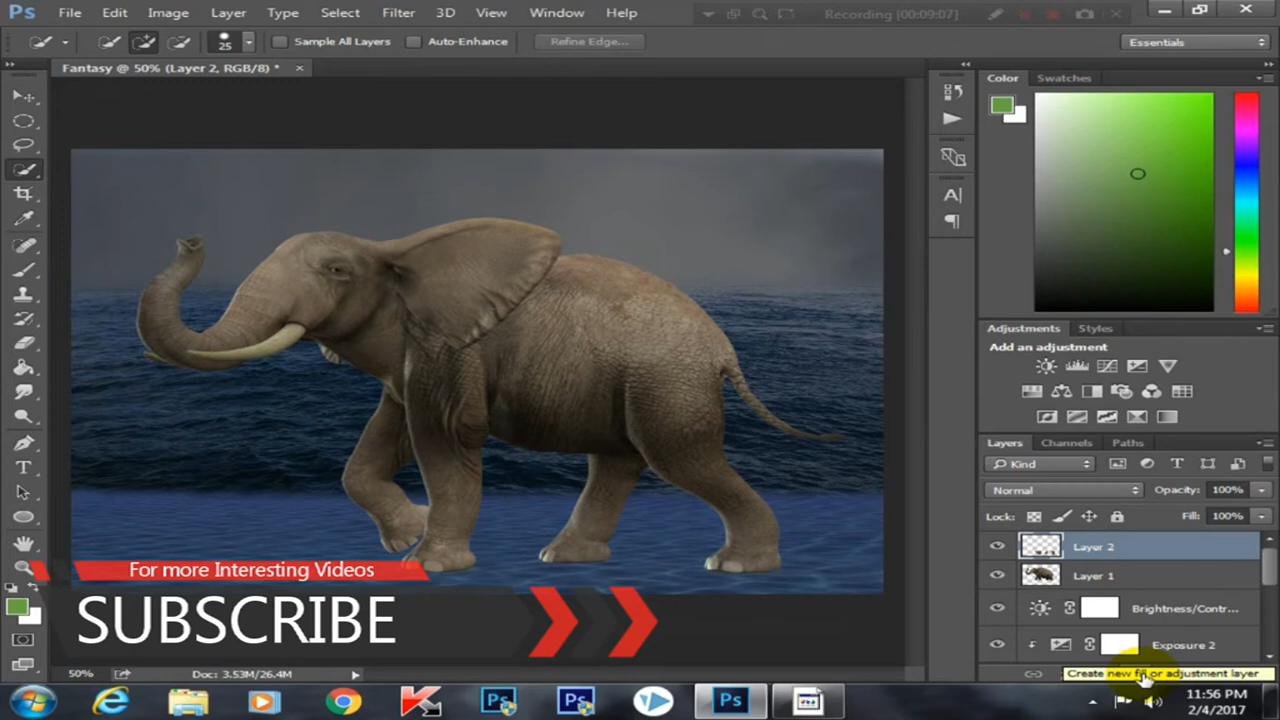 Ps File Edit Image Layer Type Select Filter 3D View Window Help
Recording [00:09:07]
25 Sample All Layers Auto-Enhance Refine Edge... Essentials
Fantasy @ 50% (Layer 2, RGB/8) * ×
Color Swatches
Adjustments Styles
Add an adjustment
Layers Channels Paths
Kind
Normal Opacity: 100%
Lock: Fill: 100%
Layer 2
Layer 1
Brightness/Contr...
Exposure 2
Create new fill or adjustment layer
For more Interesting Videos
SUBSCRIBE
50% Doc: 3.53M/26.4M
Ps Ps Ps
11:56 PM
2/4/2017